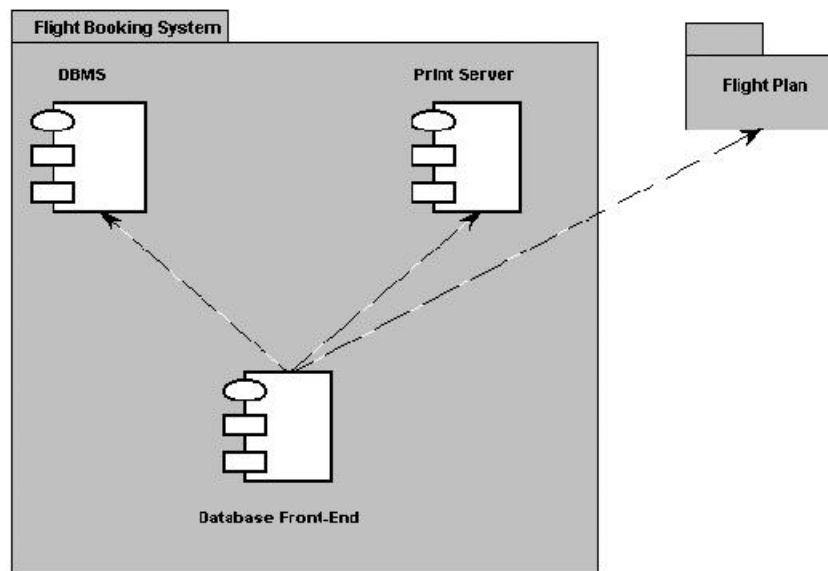 Flight Booking System
DBMS
Print Server
Flight Plan
Database Front-End